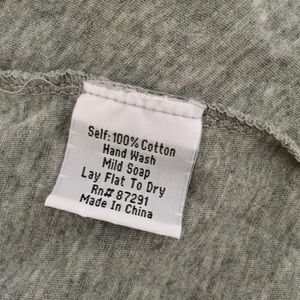 Self: 100% Cotton
Hand Wash
Mild Soap
Lay Flat To Dry
Rn# 87291
Made In China